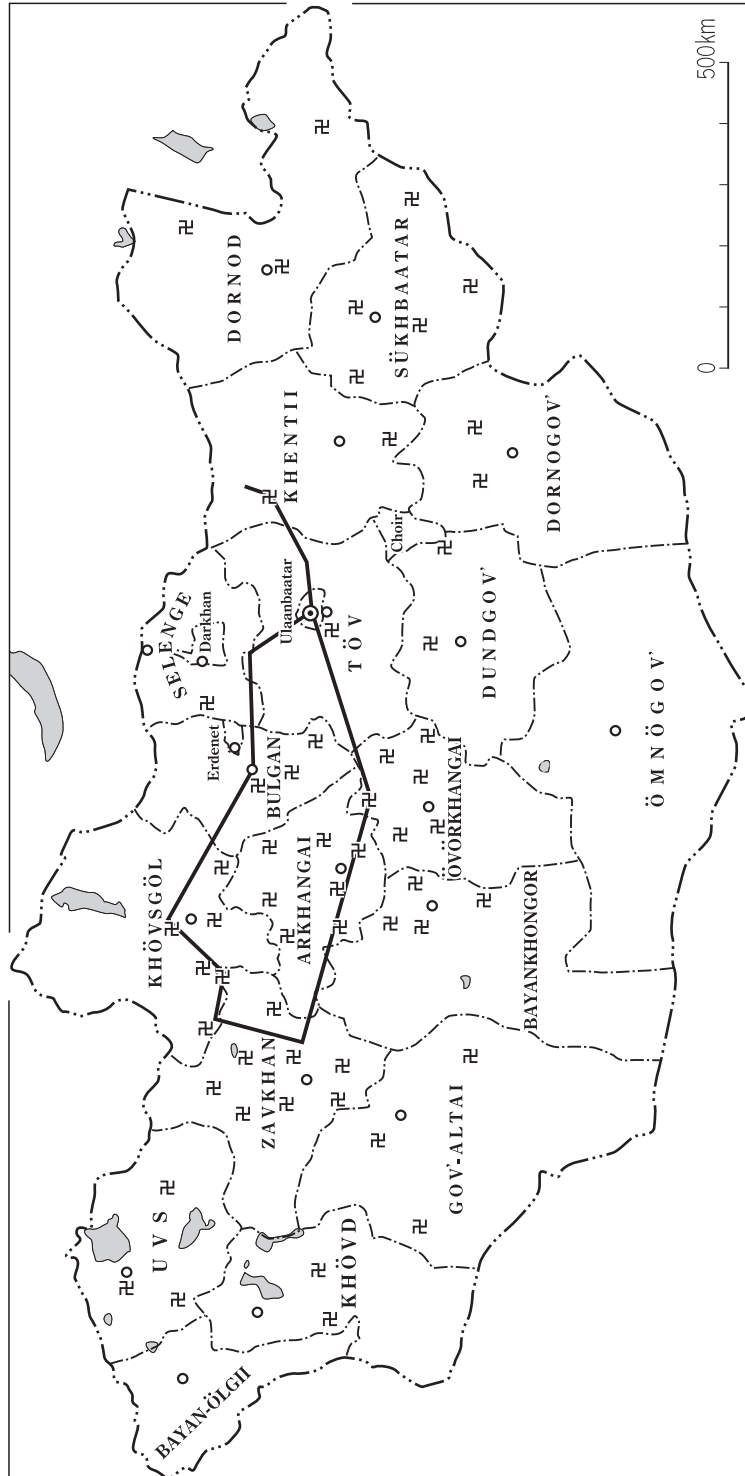 BAYAN-ÖLGII
UVS
KHÖVD
ZAVKHAN
GOV'-ALTAI
KHÖVSGÖL
ARKHANGAI
BAYANKHONGOR
BULGAN
Erdenet
ÖVORKHANGAI
SELENGE
Darkhan
Ulaanbaatar
TÖV
DUNDGOV'
ÖMNÖGOV'
KHENTII
Choir
DORNOGOV'
DORNOD
SÜKHBAATAR
0 500km